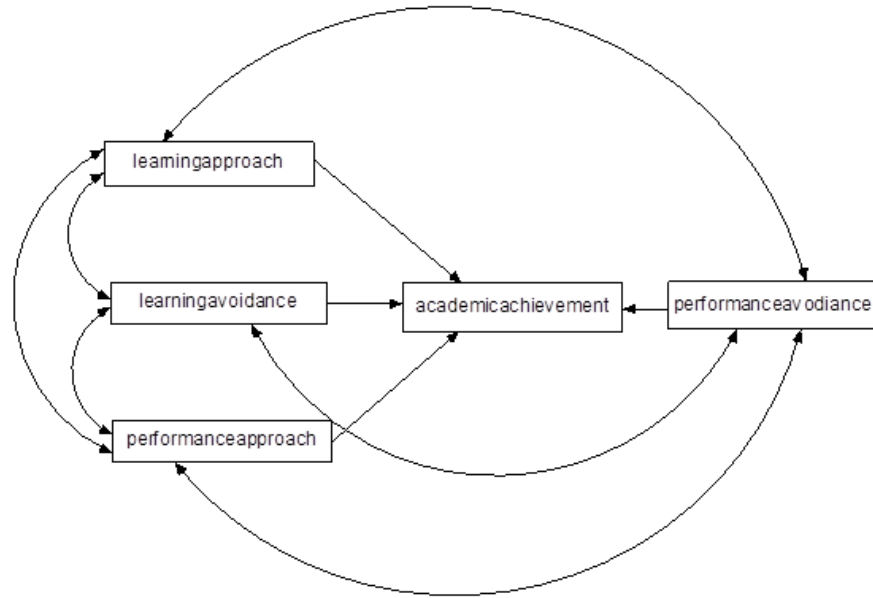 learningapproach
learningavoidance
academicachievement
performanceavodiance
performanceapproach